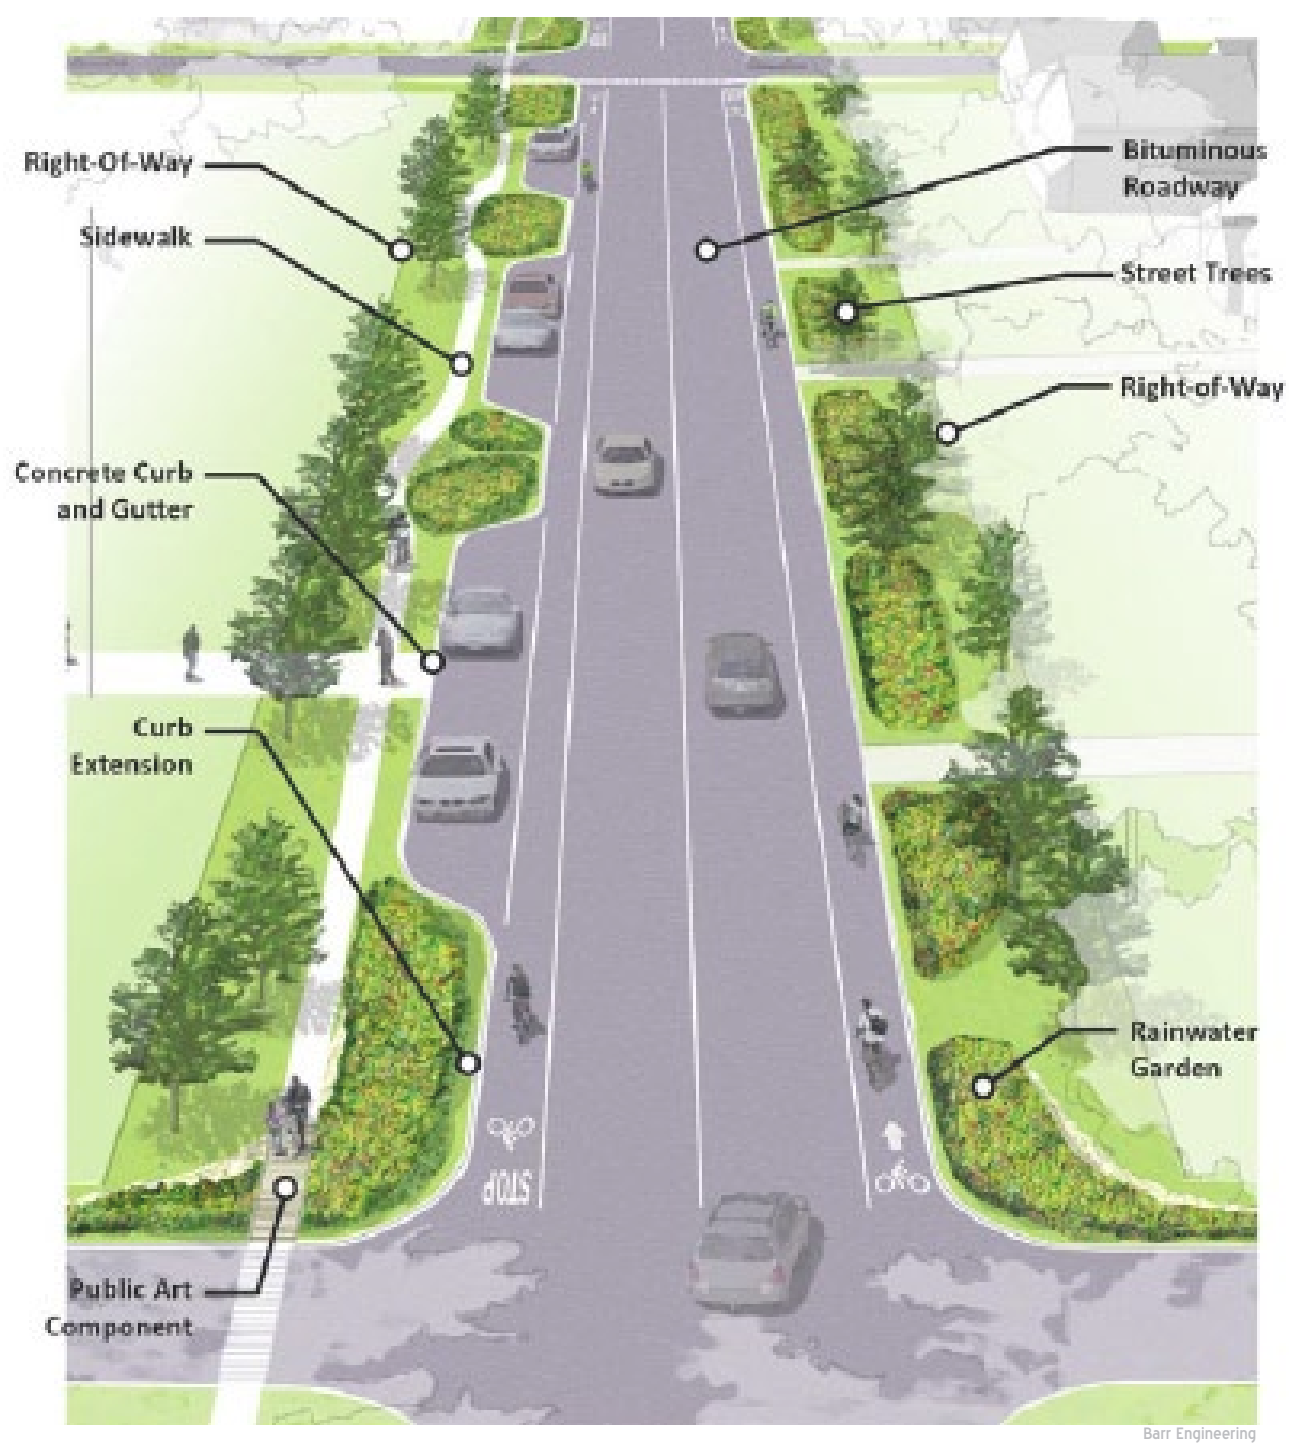 Right-Of-Way
Sidewalk
Concrete Curb
and Gutter
Curb
Extension
Public Art
Component
Bituminous
Roadway
Street Trees
Right-of-Way
Rainwater
Garden
STOP
Barr Engineering